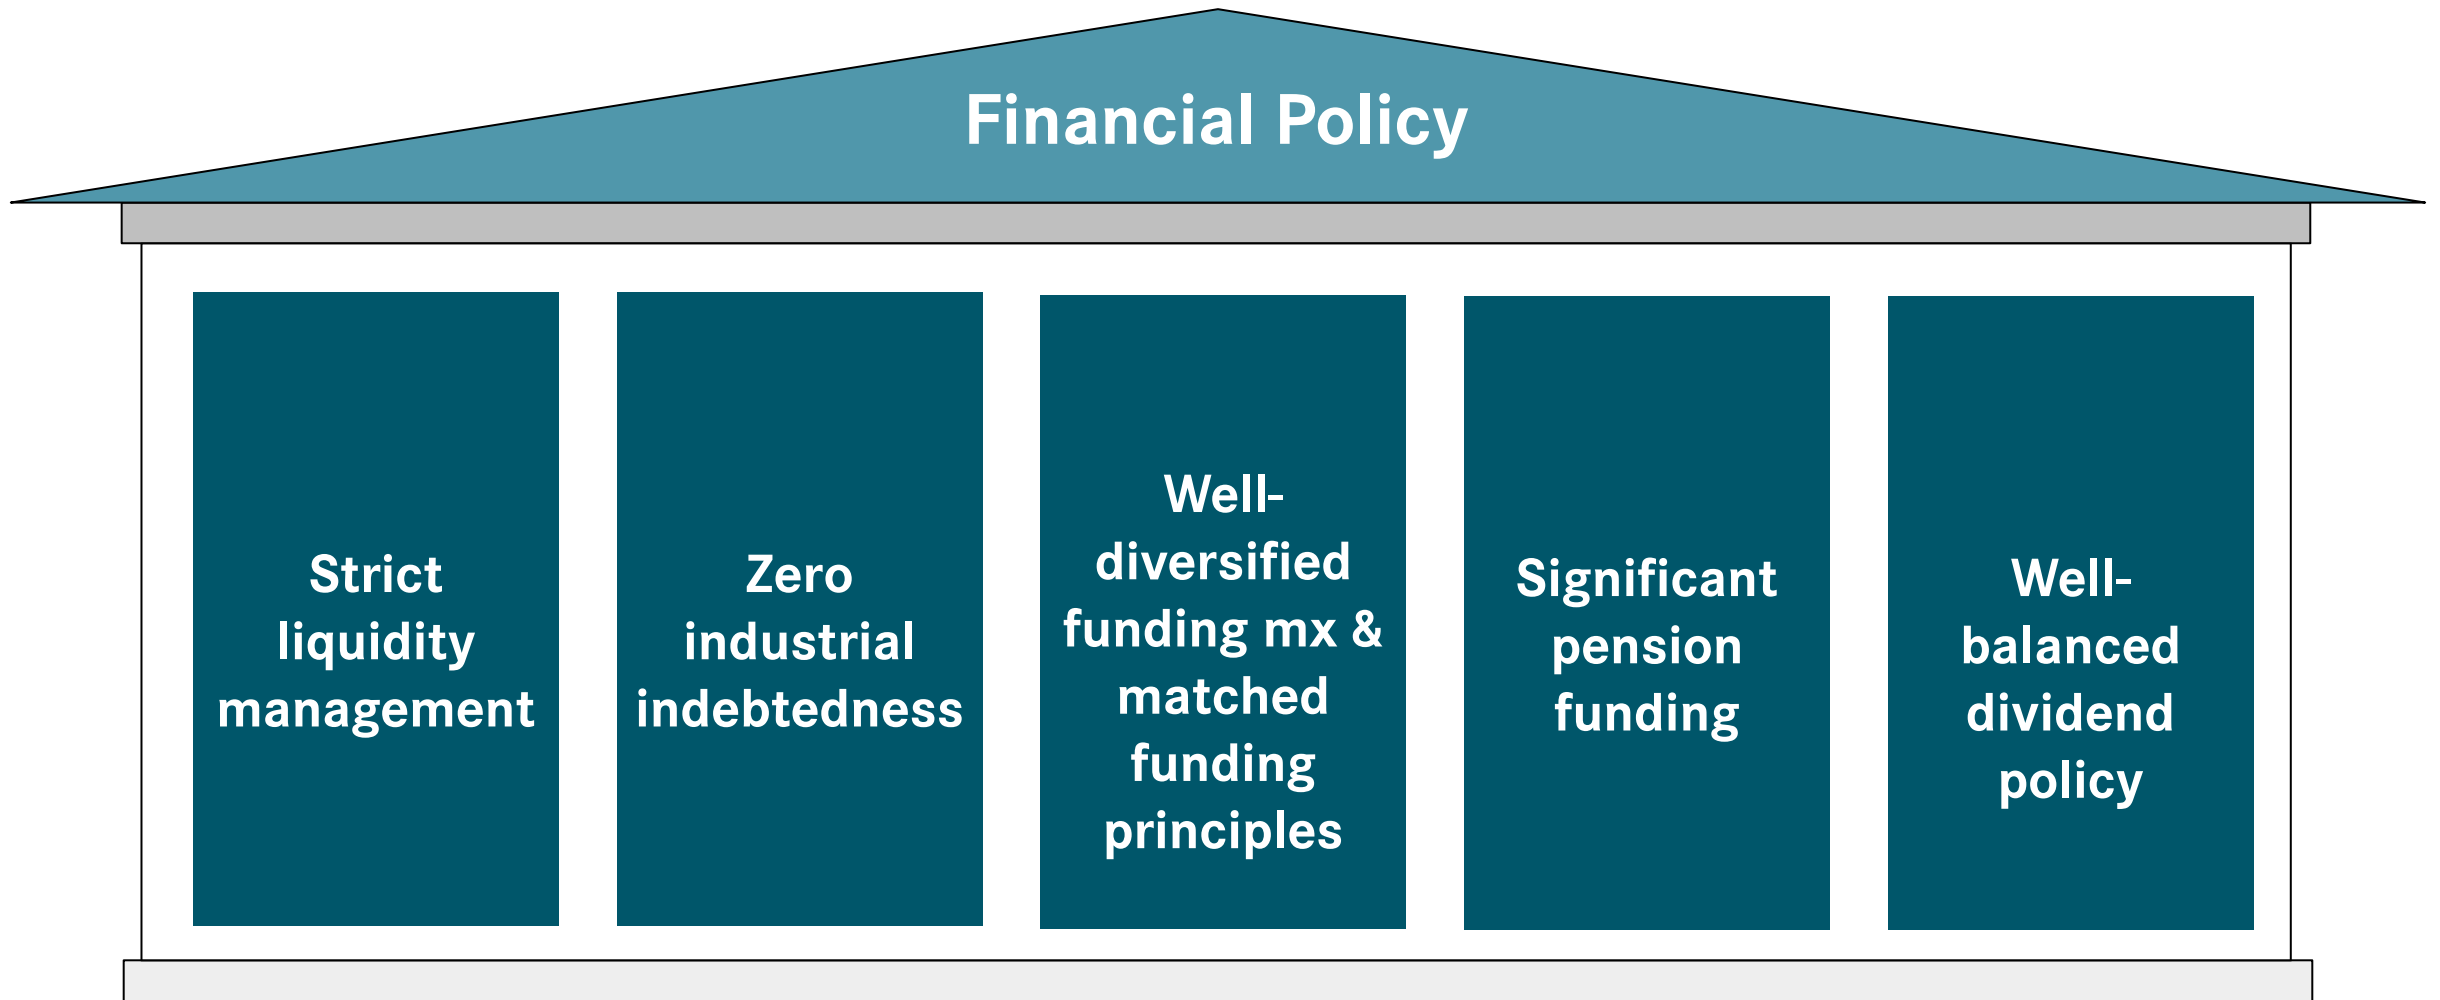 Financial Policy
Strict
liquidity
management
Zero
industrial
indebtedness
Well-
diversified
funding mx &
matched
funding
principles
Significant
pension
funding
Well-
balanced
dividend
policy